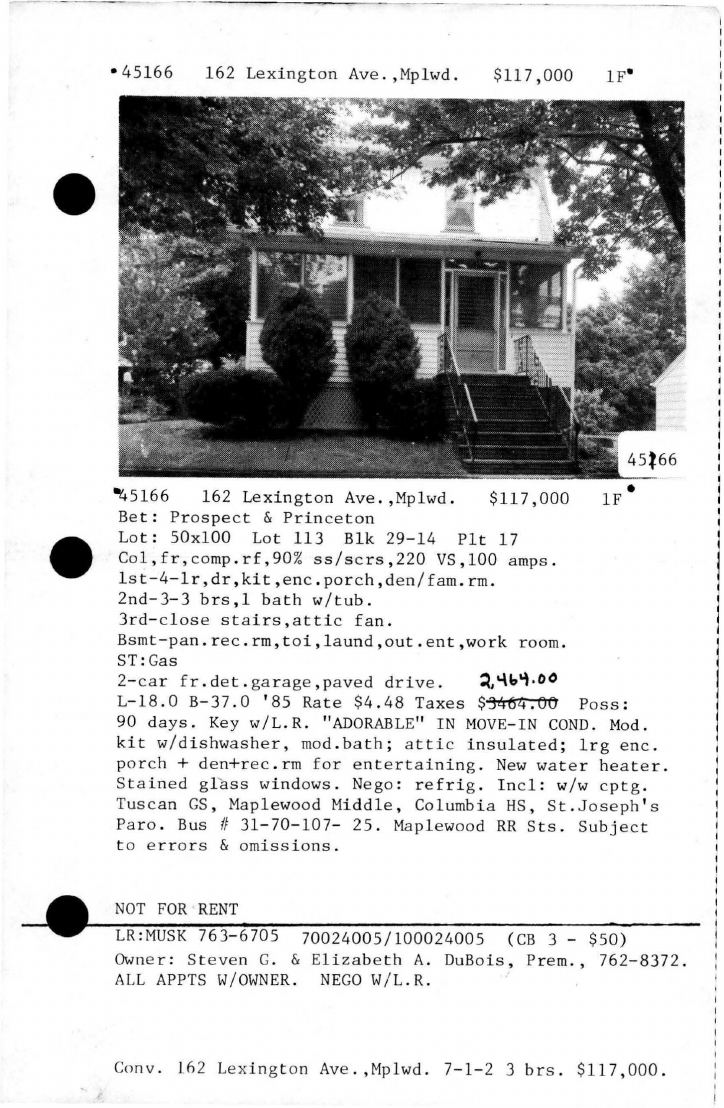 •45166 162 Lexington Ave.,Mplwd. $117,000 1F•
45166
•45166 162 Lexington Ave.,Mplwd. $117,000 1F•
Bet: Prospect & Princeton
Lot: 50x100 Lot 113 Blk 29-14 Plt 17
Col,fr,comp.rf,90% ss/scrs,220 VS,100 amps.
1st-4-lr,dr,kit,enc.porch,den/fam.rm.
2nd-3-3 brs,1 bath w/tub.
3rd-close stairs,attic fan.
Bsmt-pan.rec.rm,toi,laund,out.ent,work room.
ST:Gas
2-car fr.det.garage,paved drive. 2,464.00
L-18.0 B-37.0 '85 Rate $4.48 Taxes $3464.00 Poss:
90 days. Key w/L.R. "ADORABLE" IN MOVE-IN COND. Mod.
kit w/dishwasher, mod.bath; attic insulated; lrg enc.
porch + den+rec.rm for entertaining. New water heater.
Stained glass windows. Nego: refrig. Incl: w/w cptg.
Tuscan GS, Maplewood Middle, Columbia HS, St.Joseph's
Paro. Bus # 31-70-107- 25. Maplewood RR Sts. Subject
to errors & omissions.
NOT FOR RENT
LR:MUSK 763-6705 70024005/100024005 (CB 3 - $50)
Owner: Steven G. & Elizabeth A. DuBois, Prem., 762-8372.
ALL APPTS W/OWNER. NEGO W/L.R.
Conv. 162 Lexington Ave.,Mplwd. 7-1-2 3 brs. $117,000.